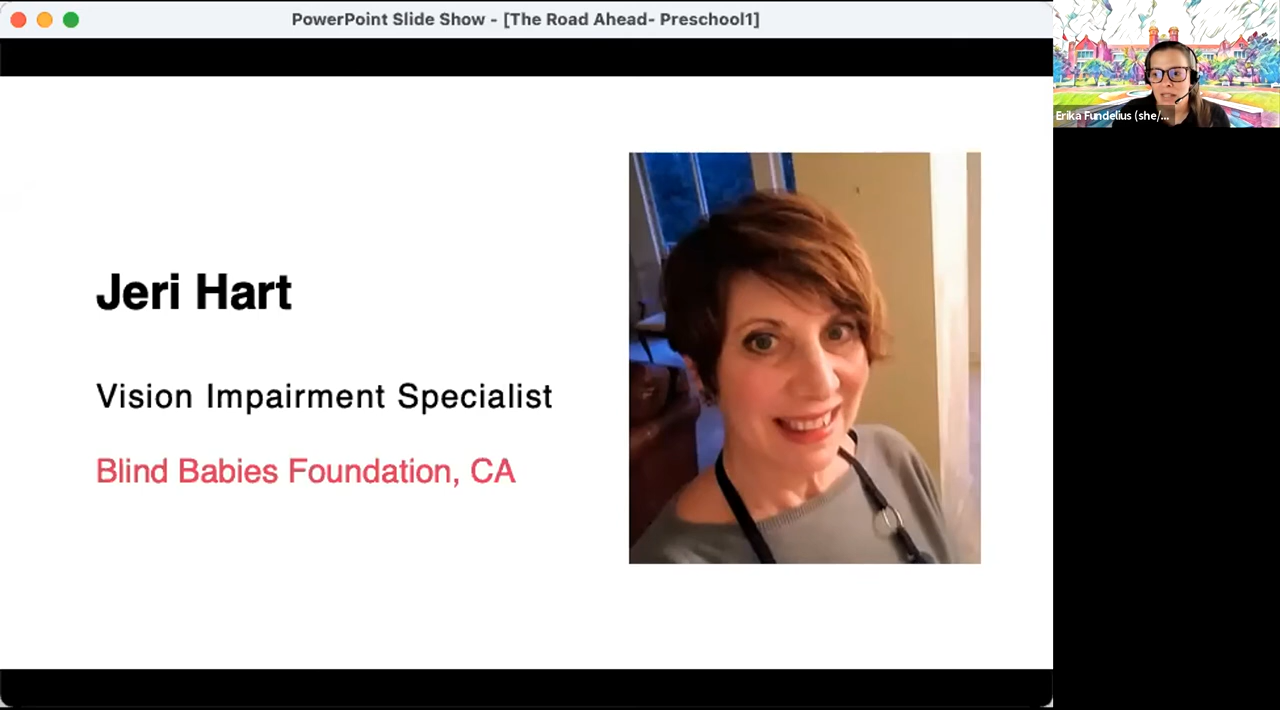 PowerPoint Slide Show - [The Road Ahead- Preschool1]
Erika Fundelius (she/...
Jeri Hart
Vision Impairment Specialist
Blind Babies Foundation, CA